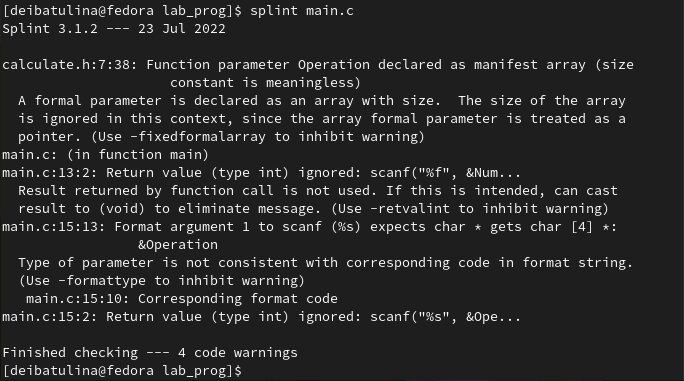 [deibatulina@fedora lab_prog]$ splint main.c
Splint 3.1.2 --- 23 Jul 2022
calculate.h:7:38: Function parameter Operation declared as manifest array (size
constant is meaningless)
A formal parameter is declared as an array with size.  The size of the array
is ignored in this context, since the array formal parameter is treated as a
pointer. (Use -fixedformalarray to inhibit warning)
main.c: (in function main)
main.c:13:2: Return value (type int) ignored: scanf("%f", &Num...
Result returned by function call is not used. If this is intended, can cast
result to (void) to eliminate message. (Use -retvalint to inhibit warning)
main.c:15:13: Format argument 1 to scanf (%s) expects char * gets char [4] *:
&Operation
Type of parameter is not consistent with corresponding code in format string.
(Use -formattype to inhibit warning)
main.c:15:10: Corresponding format code
main.c:15:2: Return value (type int) ignored: scanf("%s", &Ope...
Finished checking --- 4 code warnings
[deibatulina@fedora lab_prog]$